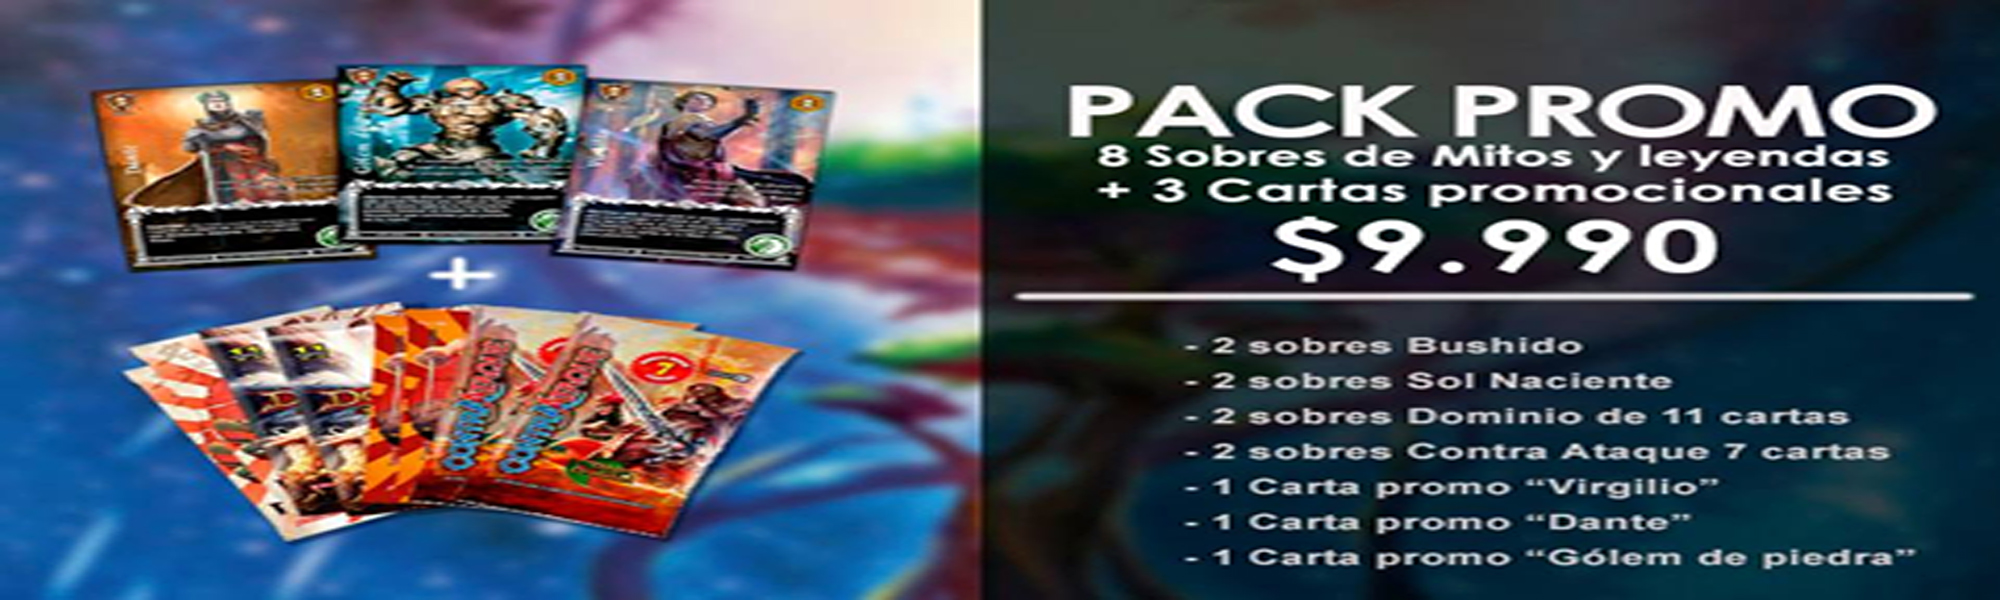 PACK PROMO
8 Sobres de Mitos y leyendas
+ 3 Cartas promocionales
$9.990
- 2 sobres Bushido
- 2 sobres Sol Naciente
- 2 sobres Dominio de 11 cartas
- 2 sobres Contra Ataque 7 cartas
- 1 Carta promo “Virgilio”
- 1 Carta promo “Dante”
- 1 Carta promo “Gólem de piedra”
Dante
+
7